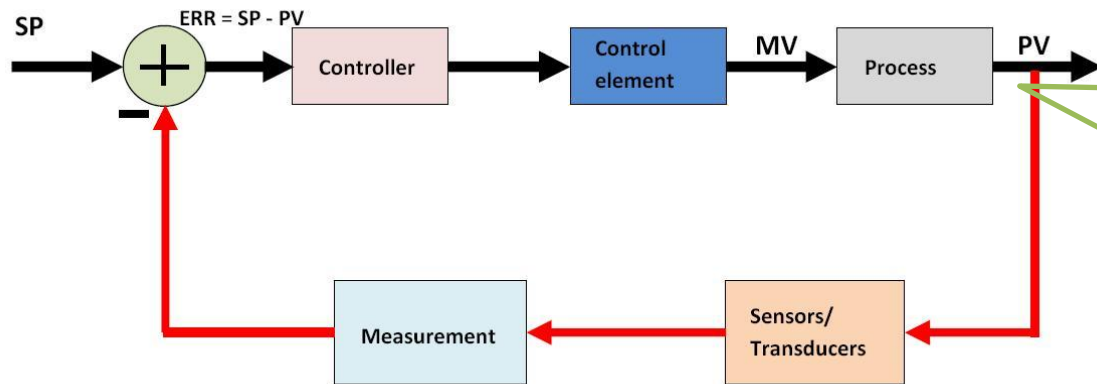 SP
ERR = SP - PV
Controller
Control
element
MV
Process
PV
Measurement
Sensors/
Transducers